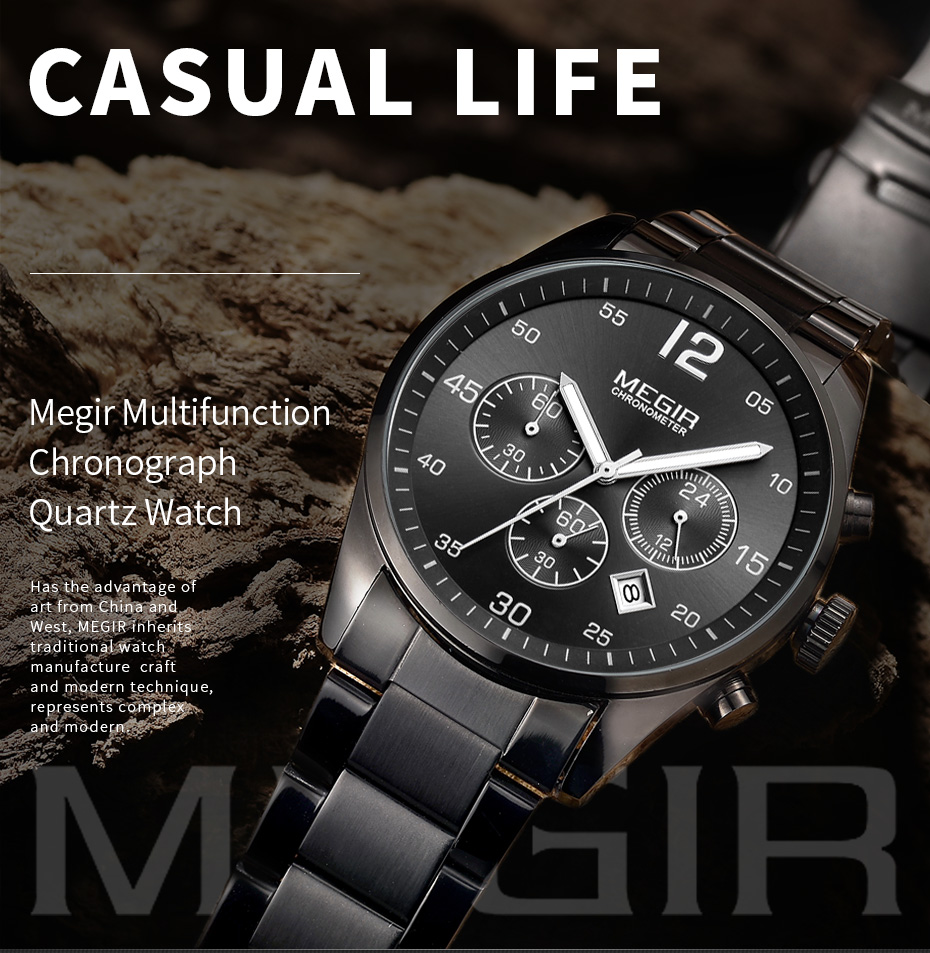 CASUAL LIFE
Megir Multifunction
Chronograph
Quartz Watch
Has the advantage of
art from China and
West, MEGIR inherits
traditional watch
manufacture craft
and modern technique,
represents complex
and modern.
55
12
50
05
MEGIR
CHRONOMETER
45
60
30
10
40
24
12
60
30
35
15
8
30
25
20
MEGIR